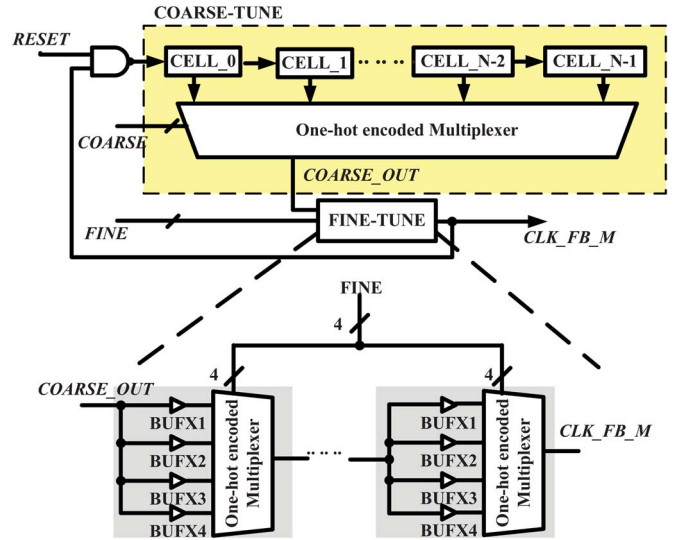 COARSE-TUNE
RESET
CELL_0
CELL_1
CELL_N-2
CELL_N-1
One-hot encoded Multiplexer
COARSE
COARSE_OUT
FINE
FINE-TUNE
CLK_FB_M
FINE
4
4
4
COARSE_OUT
BUFX1
BUFX2
BUFX3
BUFX4
One-hot encoded
Multiplexer
BUFX1
BUFX2
BUFX3
BUFX4
One-hot encoded
Multiplexer
CLK_FB_M